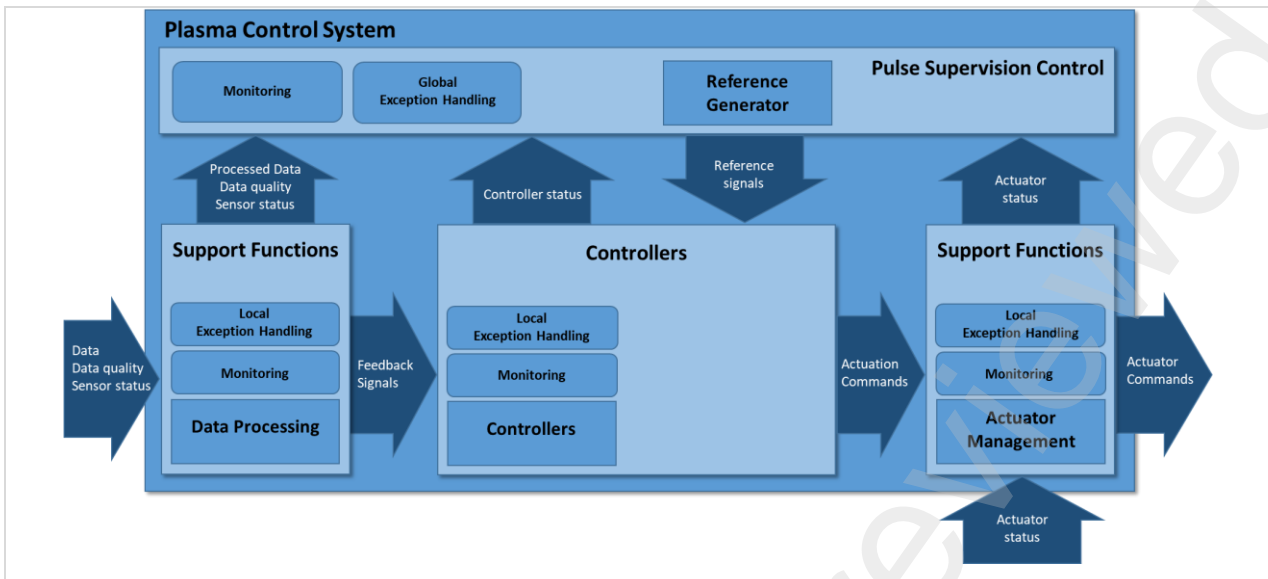 Plasma Control System
Pulse Supervision Control
Monitoring
Global
Exception Handling
Reference
Generator
Processed Data
Data quality
Sensor status
Controller status
Reference
signals
Actuator
status
Support Functions
Local
Exception Handling
Monitoring
Data Processing
Controllers
Local
Exception Handling
Monitoring
Controllers
Support Functions
Local
Exception Handling
Monitoring
Actuator
Management
Data
Data quality
Sensor status
Feedback
Signals
Actuation
Commands
Actuator
Commands
Actuator
status
eviewed